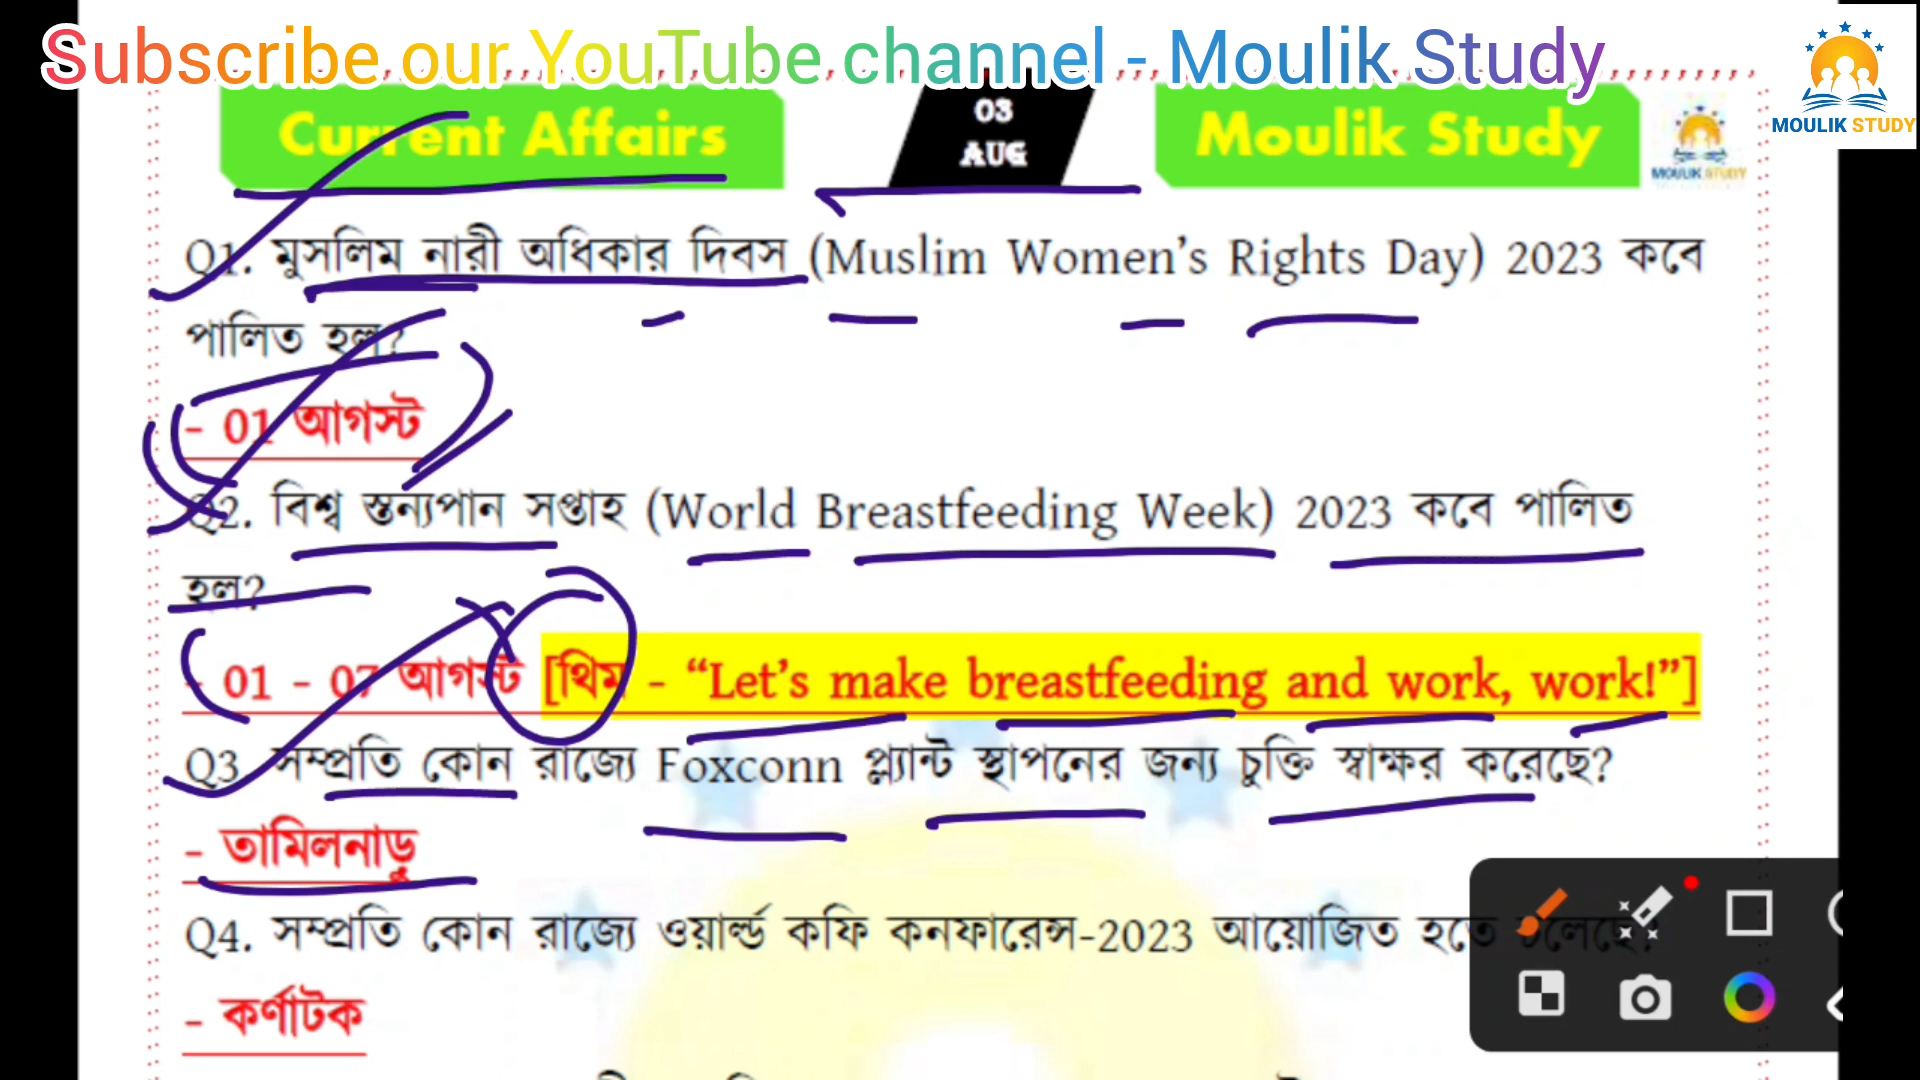 Subscribe our YouTube channel - Moulik Study
MOULIK STUDY
Current Affairs
03
AUG
Moulik Study
MOULIK STUDY
Q1. মুসলিম নারী অধিকার দিবস (Muslim Women’s Rights Day) 2023 কবে
পালিত হল?
- 01 আগস্ট
Q2. বিশ্ব স্তন্যপান সপ্তাহ (World Breastfeeding Week) 2023 কবে পালিত
হল?
- 01 - 07 আগস্ট [থিম - “Let’s make breastfeeding and work, work!”]
Q3. সম্প্রতি কোন রাজ্যে Foxconn প্ল্যান্ট স্থাপনের জন্য চুক্তি স্বাক্ষর করেছে?
- তামিলনাড়ু
Q4. সম্প্রতি কোন রাজ্যে ওয়ার্ল্ড কফি কনফারেন্স-2023 আয়োজিত হতে চলেছে?
- কর্ণাটক